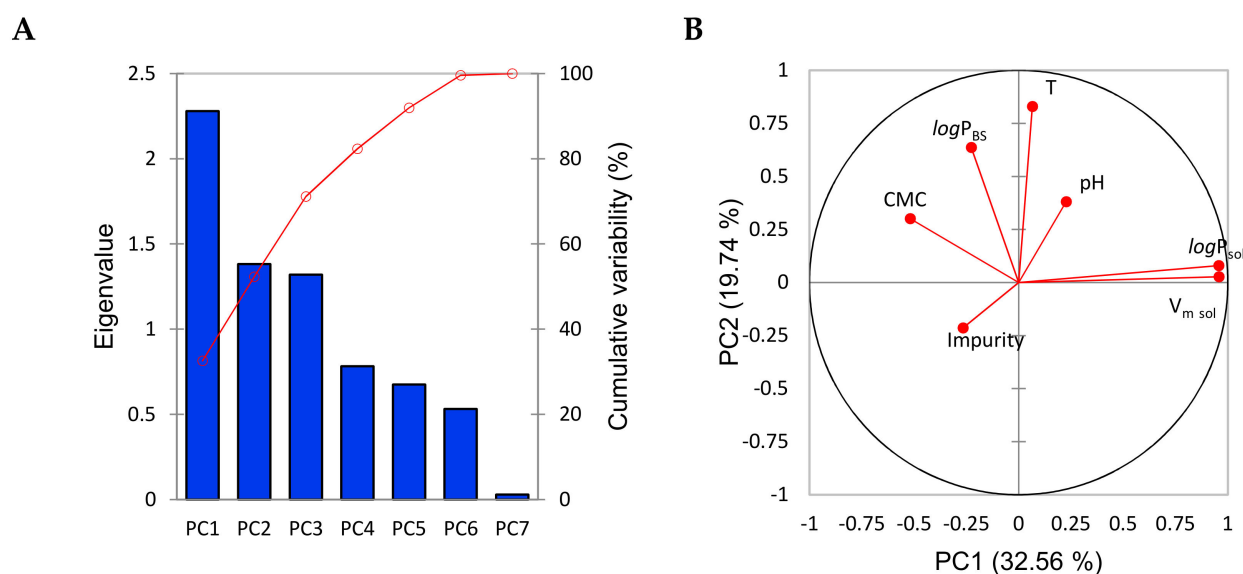 A
B
2.5
2
1.5
1
0.5
0
Eigenvalue
100
80
60
40
20
0
Cumulative variability (%)
PC1 PC2 PC3 PC4 PC5 PC6 PC7
1
0.75
0.5
0.25
0
-0.25
-0.5
-0.75
-1
PC2 (19.74 %)
T
logP_BS
pH
CMC
logP_sol
V_m sol
Impurity
-1 -0.75 -0.5 -0.25 0 0.25 0.5 0.75 1
PC1 (32.56 %)